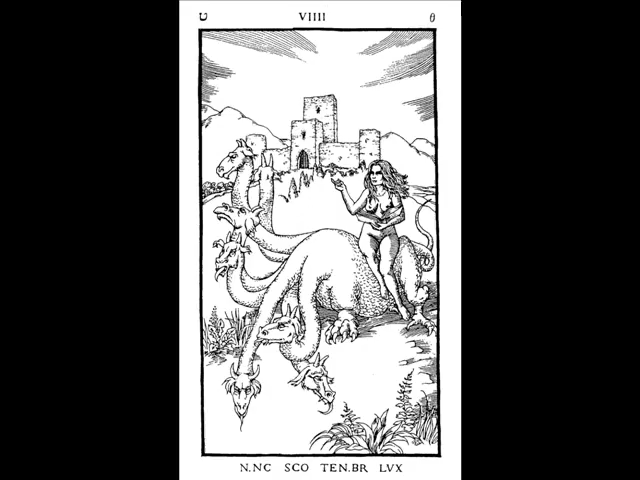 ט VIIII θ
N.NC SCO TEN.BR LVX